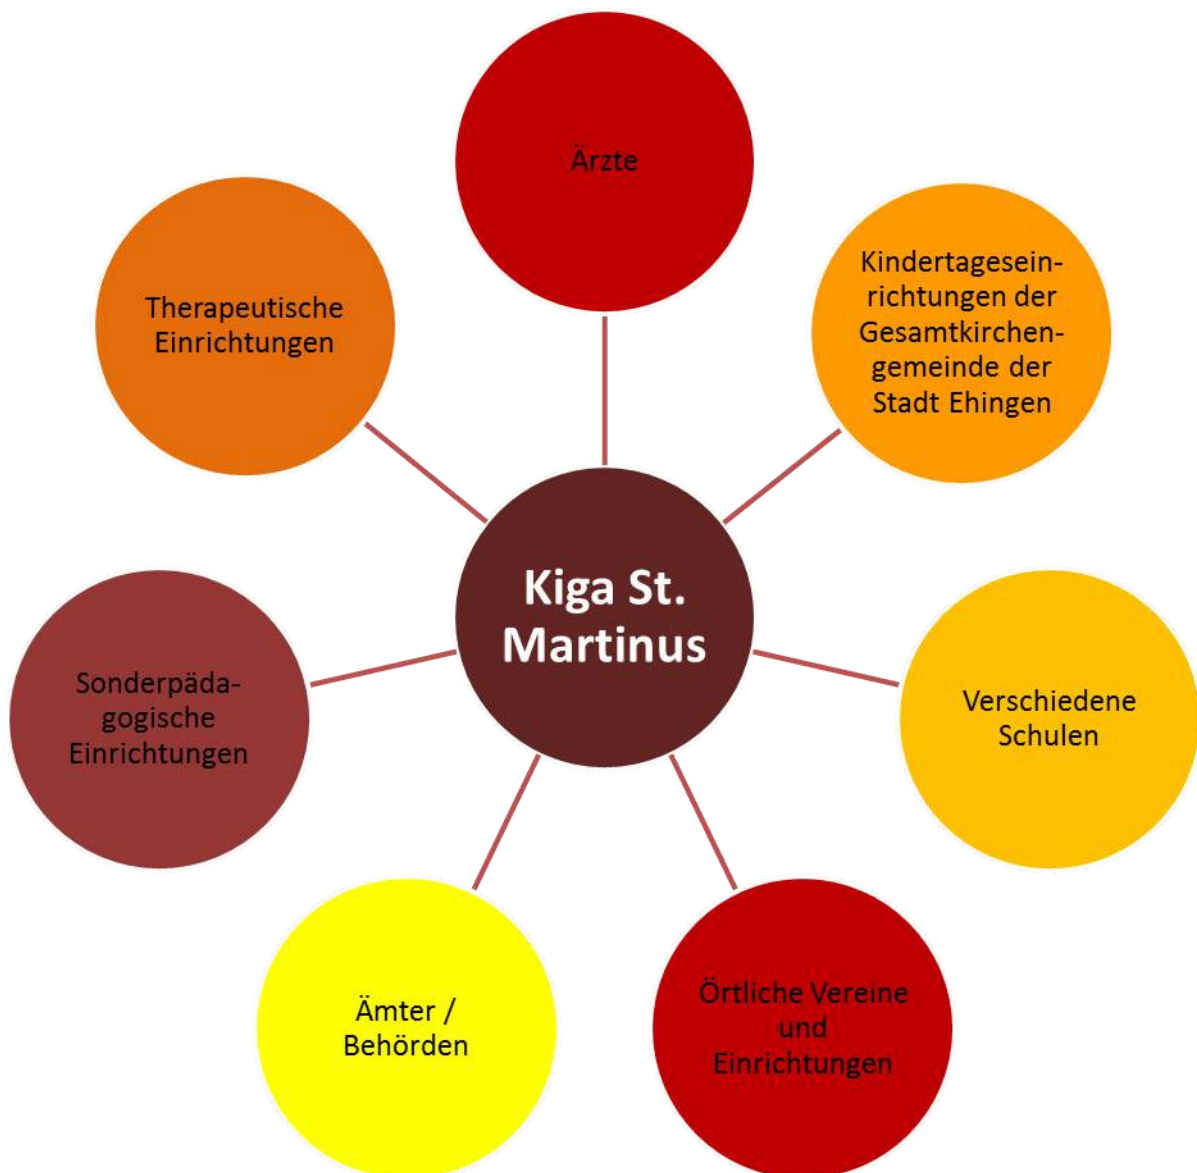 Ärzte
Kindertagesein-
richtungen der
Gesamtkirchen-
gemeinde der
Stadt Ehingen
Verschiedene
Schulen
Örtliche Vereine
und
Einrichtungen
Ämter /
Behörden
Sonderpäda-
gogische
Einrichtungen
Therapeutische
Einrichtungen
Kiga St.
Martinus